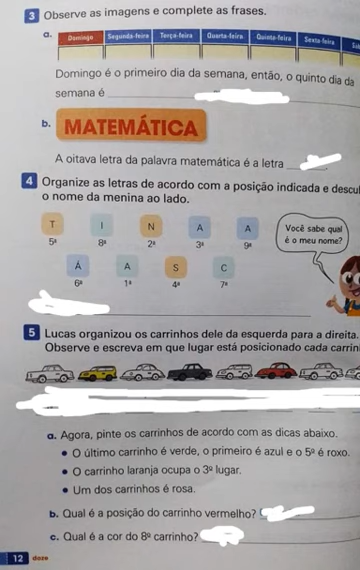 3 Observe as imagens e complete as frases.
a. Domingo Segunda-feira Terça-feira Quarta-feira Quinta-feira Sexta-feira
Domingo é o primeiro dia da semana, então, o quinto dia da
semana é
b. MATEMÁTICA
A oitava letra da palavra matemática é a letra
4 Organize as letras de acordo com a posição indicada e
o nome da menina ao lado.
T I N A A
5ª 8ª 2ª 3ª 9ª
Você sabe qual
é o meu nome?
Á A S C
6ª 1ª 4ª 7ª
5 Lucas organizou os carrinhos dele da esquerda para a direita.
Observe e escreva em que lugar está posicionado cada
a. Agora, pinte os carrinhos de acordo com as dicas abaixo.
• O último carrinho é verde, o primeiro é azul e o 5º é roxo.
• O carrinho laranja ocupa o 3º lugar.
• Um dos carrinhos é rosa.
b. Qual é a posição do carrinho vermelho?
c. Qual é a cor do 8º carrinho?
12 doze